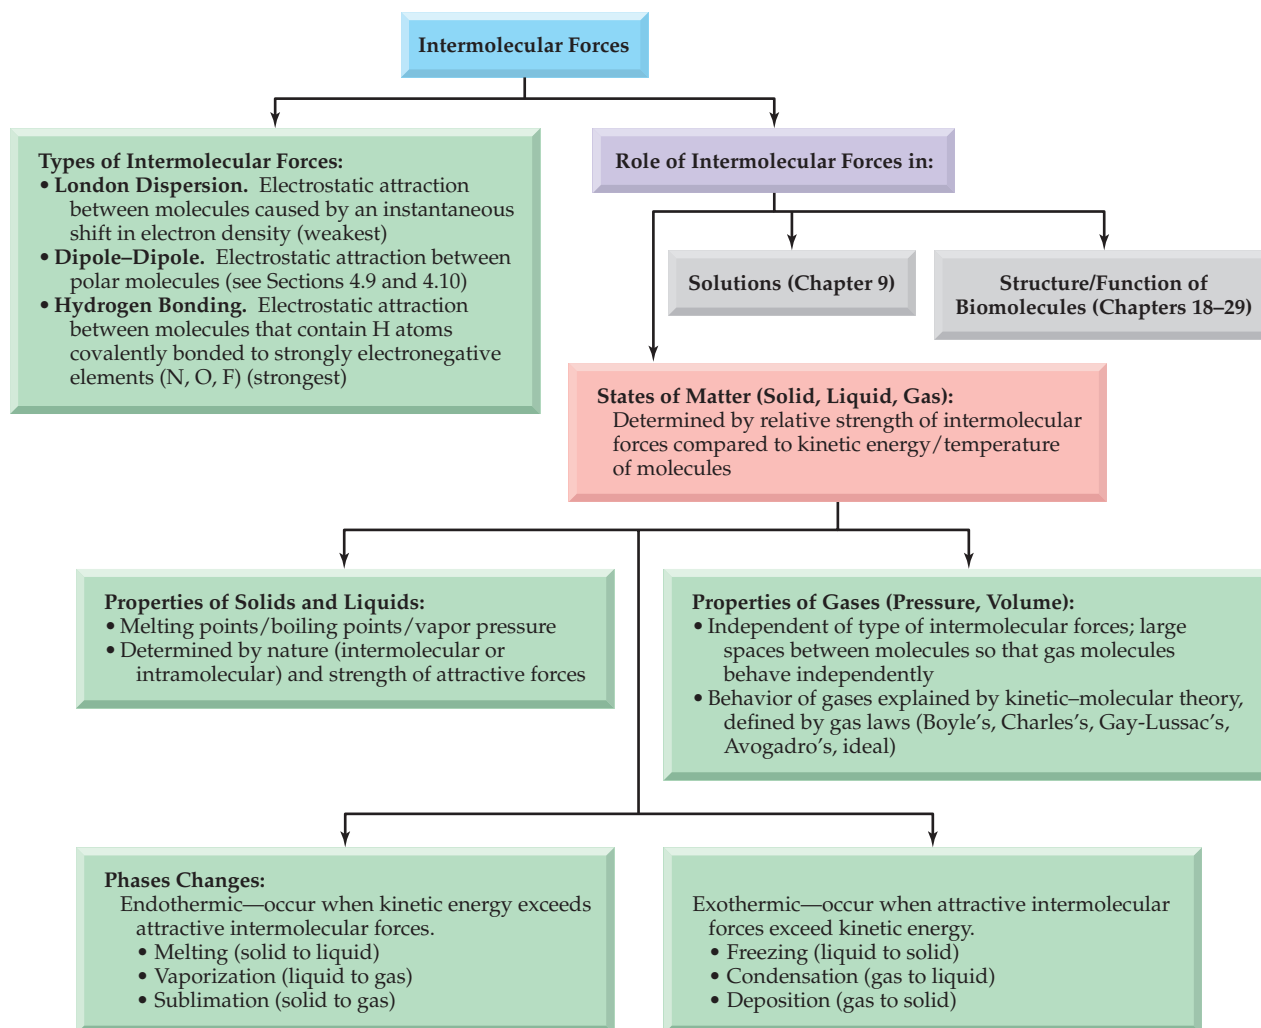 Intermolecular Forces
Types of Intermolecular Forces:
• London Dispersion. Electrostatic attraction
between molecules caused by an instantaneous
shift in electron density (weakest)
• Dipole–Dipole. Electrostatic attraction between
polar molecules (see Sections 4.9 and 4.10)
• Hydrogen Bonding. Electrostatic attraction
between molecules that contain H atoms
covalently bonded to strongly electronegative
elements (N, O, F) (strongest)
Role of Intermolecular Forces in:
Solutions (Chapter 9)
Structure/Function of
Biomolecules (Chapters 18–29)
States of Matter (Solid, Liquid, Gas):
Determined by relative strength of intermolecular
forces compared to kinetic energy/temperature
of molecules
Properties of Solids and Liquids:
• Melting points/boiling points/vapor pressure
• Determined by nature (intermolecular or
intramolecular) and strength of attractive forces
Properties of Gases (Pressure, Volume):
• Independent of type of intermolecular forces; large
spaces between molecules so that gas molecules
behave independently
• Behavior of gases explained by kinetic–molecular theory,
defined by gas laws (Boyle's, Charles's, Gay-Lussac's,
Avogadro's, ideal)
Phases Changes:
Endothermic—occur when kinetic energy exceeds
attractive intermolecular forces.
• Melting (solid to liquid)
• Vaporization (liquid to gas)
• Sublimation (solid to gas)
Exothermic—occur when attractive intermolecular
forces exceed kinetic energy.
• Freezing (liquid to solid)
• Condensation (gas to liquid)
• Deposition (gas to solid)